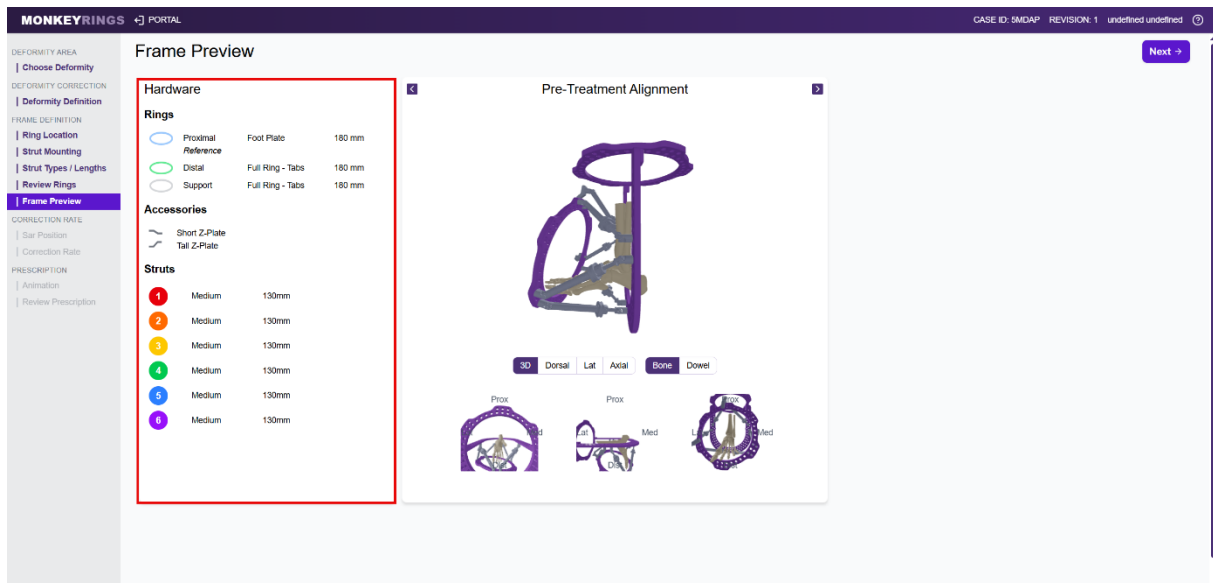 MONKEYRINGS PORTAL CASE ID: 5MDAP REVISION: 1 undefined undefined ?
DEFORMITY AREA
Choose Deformity
DEFORMITY CORRECTION
Deformity Definition
FRAME DEFINITION
Ring Location
Strut Mounting
Strut Types / Lengths
Review Rings
Frame Preview
CORRECTION RATE
Sar Position
Correction Rate
PRESCRIPTION
Animation
Review Prescription
Frame Preview
Next →
Hardware
Rings
Proximal Foot Plate 180 mm
Reference
Distal Full Ring - Tabs 180 mm
Support Full Ring - Tabs 180 mm
Accessories
Short Z-Plate
Tall Z-Plate
Struts
1 Medium 130mm
2 Medium 130mm
3 Medium 130mm
4 Medium 130mm
5 Medium 130mm
6 Medium 130mm
Pre-Treatment Alignment
3D Dorsal Lat Axial Bone Dowel
Prox Prox Prox
Lat Med Med
Dist